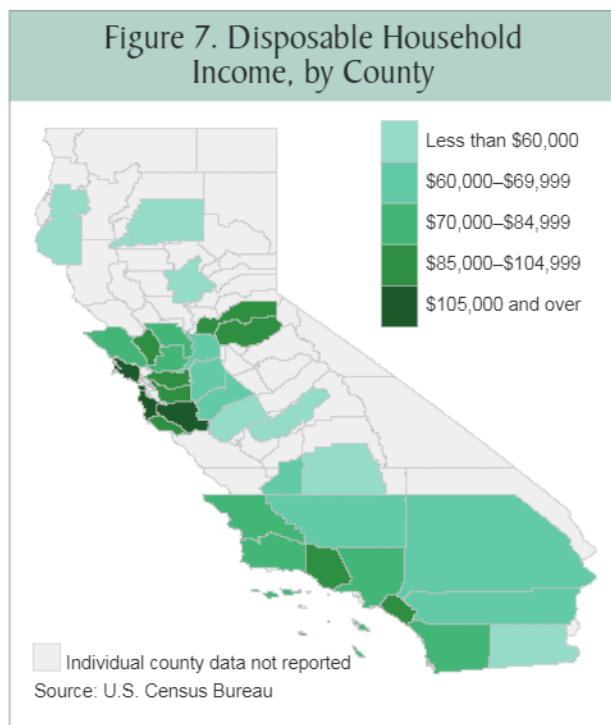 Figure 7. Disposable Household
Income, by County
Less than $60,000
$60,000–$69,999
$70,000–$84,999
$85,000–$104,999
$105,000 and over
Individual county data not reported
Source: U.S. Census Bureau